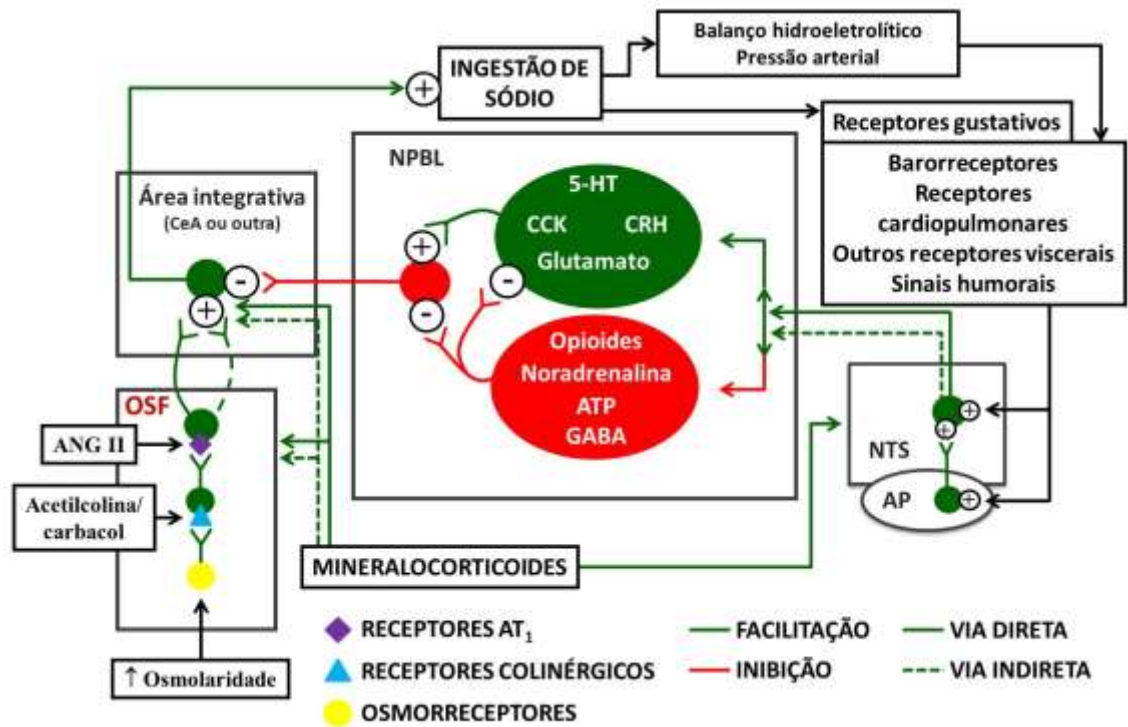 Balanço hidroeletrolítico
Pressão arterial
INGESTÃO DE
SÓDIO
+
Receptores gustativos
Barorreceptores
Receptores
cardiopulmonares
Outros receptores viscerais
Sinais humorais
NPBL
5-HT
CCK CRH
Glutamato
Opioides
Noradrenalina
ATP
GABA
+
-
-
Área integrativa
(CeA ou outra)
-
+
OSF
ANG II
Acetilcolina/
carbacol
↑ Osmolaridade
NTS
+
+
AP
+
MINERALOCORTICOIDES
RECEPTORES AT1
RECEPTORES COLINÉRGICOS
OSMORRECEPTORES
FACILITAÇÃO
INIBIÇÃO
VIA DIRETA
VIA INDIRETA